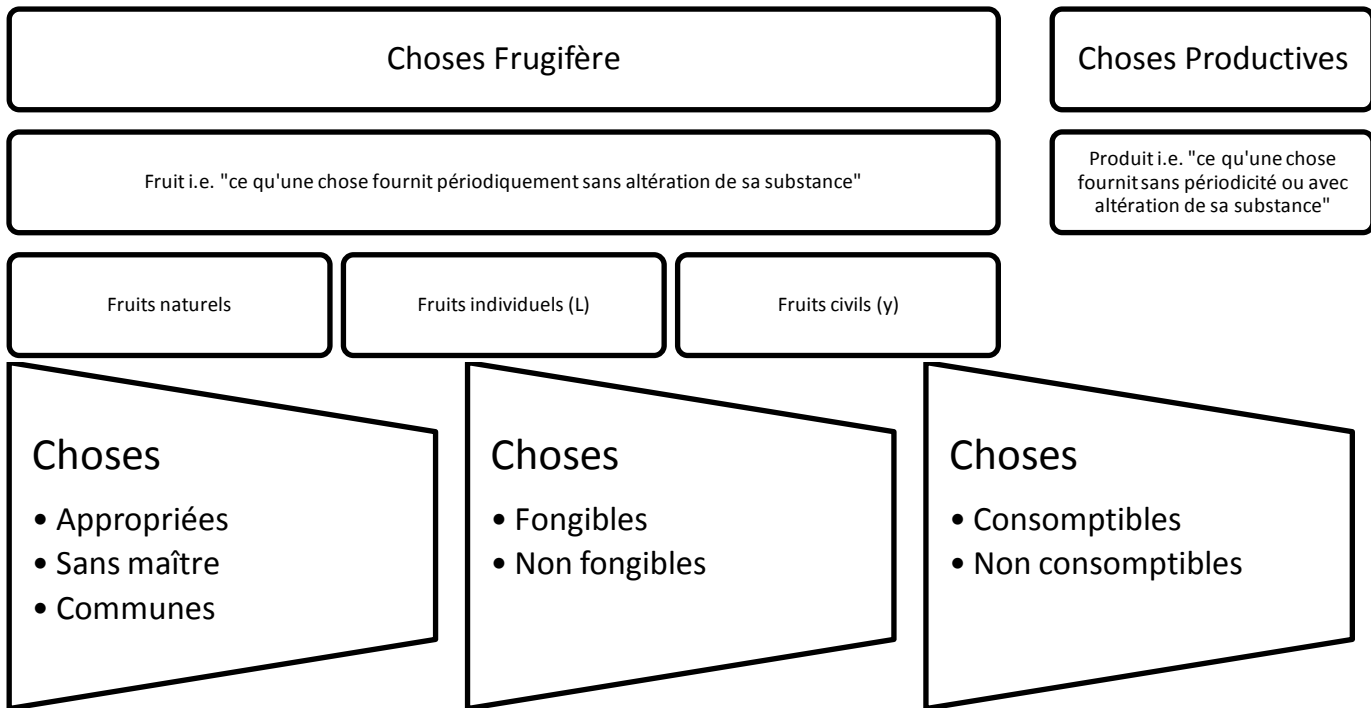 Choses Frugifère
Choses Productives
Fruit i.e. "ce qu'une chose fournit périodiquement sans altération de sa substance"
Produit i.e. "ce qu'une chose
fournit sans périodicité ou avec
altération de sa substance"
Fruits naturels
Fruits individuels (L)
Fruits civils (y)
Choses
• Appropriées
• Sans maître
• Communes
Choses
• Fongibles
• Non fongibles
Choses
• Consomptibles
• Non consomptibles